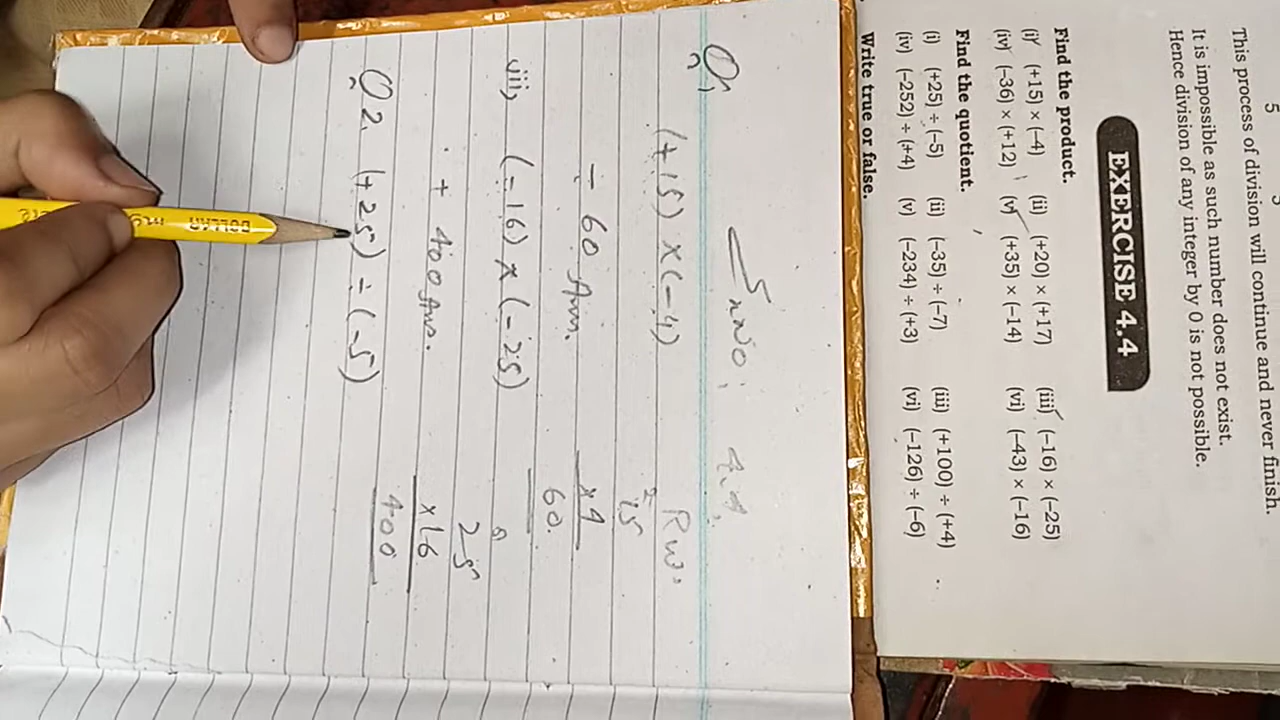 This process of division will continue and never finish.
It is impossible as such number does not exist.
Hence division of any integer by 0 is not possible.
EXERCISE 4.4
Find the product.
(i) (+15) × (−4) (ii) (+20) × (+17) (iii) (−16) × (−25)
(iv) (−36) × (+12) (v) (+35) × (−14) (vi) (−43) × (−16)
Find the quotient.
(i) (+25) ÷ (−5) (ii) (−35) ÷ (−7) (iii) (+100) ÷ (+4)
(iv) (−252) ÷ (+4) (v) (−234) ÷ (+3) (vi) (−126) ÷ (−6)
Write true or false.
4.4
Q1
(+15) × (−4) RW.
15
− 60 Ans. ×4
60
iii, (−16) × (−25)
25
+ 400 Ans. ×16
400
Q2. (+25) ÷ (−5)
DOLLAR